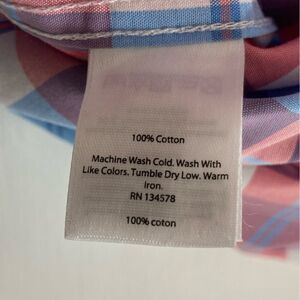 100% Cotton
Machine Wash Cold. Wash With
Like Colors. Tumble Dry Low. Warm
Iron.
RN 134578
100% coton